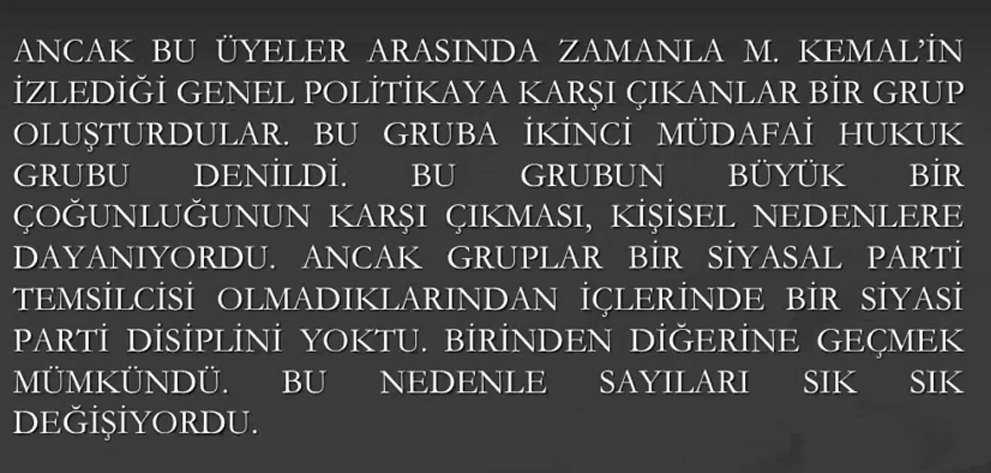 ANCAK BU ÜYELER ARASINDA ZAMANLA M. KEMAL'İN
İZLEDİĞİ GENEL POLİTİKAYA KARŞI ÇIKANLAR BİR GRUP
OLUŞTURDULAR. BU GRUBA İKİNCİ MÜDAFAİ HUKUK
GRUBU DENİLDİ. BU GRUBUN BÜYÜK BİR
ÇOĞUNLUĞUNUN KARŞI ÇIKMASI, KİŞİSEL NEDENLERE
DAYANIYORDU. ANCAK GRUPLAR BİR SİYASAL PARTİ
TEMSİLCİSİ OLMADIKLARINDAN İÇLERİNDE BİR SİYASİ
PARTİ DİSİPLİNİ YOKTU. BİRİNDEN DİĞERİNE GEÇMEK
MÜMKÜNDÜ. BU NEDENLE SAYILARI SIK SIK
DEĞİŞİYORDU.